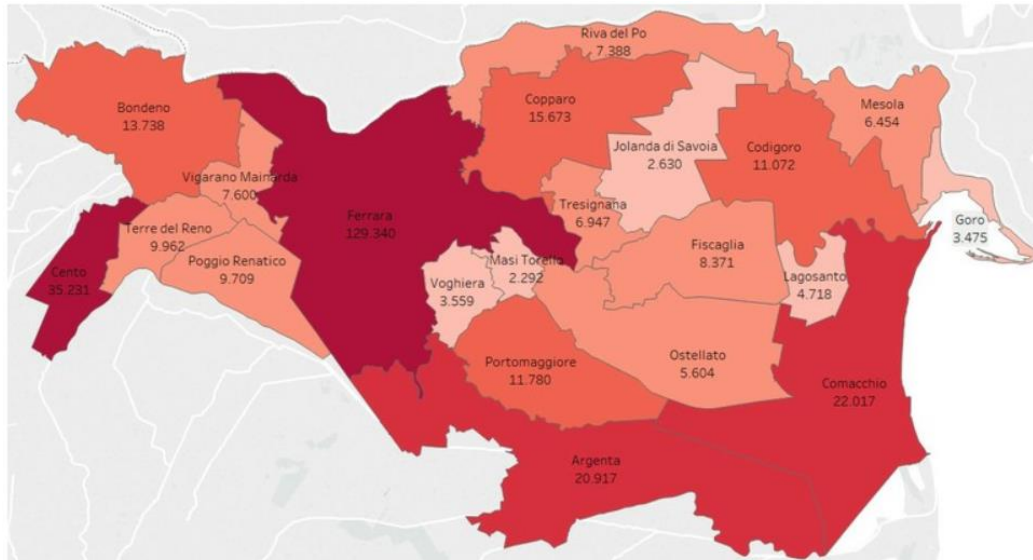 Riva del Po
7.388
Bondeno
13.738
Copparo
15.673
Mesola
6.454
Jolanda di Savoia
2.630
Codigoro
11.072
Vigarano Mainarda
7.600
Tresignana
6.947
Ferrara
129.340
Goro
3.475
Terre del Reno
9.962
Fiscaglia
8.371
Poggio Renatico
9.709
Masi Torello
2.292
Cento
35.231
Lagosanto
4.718
Voghiera
3.559
Portomaggiore
11.780
Ostellato
5.604
Comacchio
22.017
Argenta
20.917